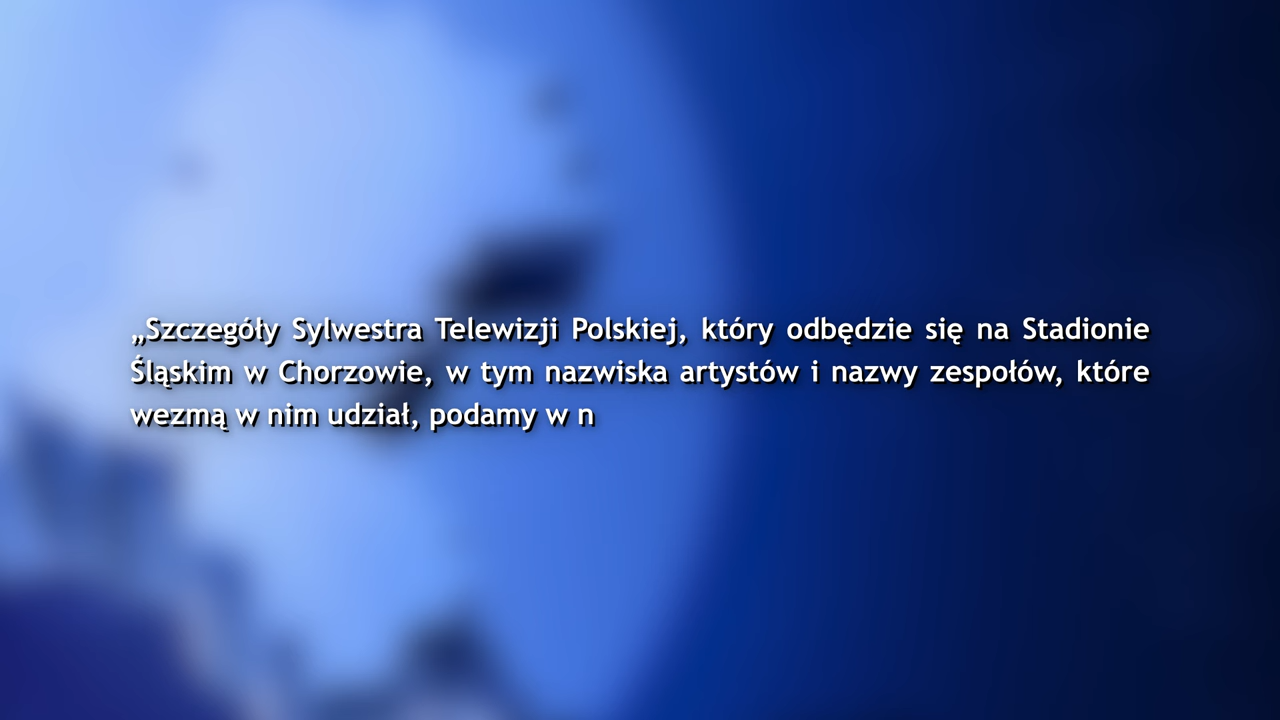 „Szczegóły Sylwestra Telewizji Polskiej, który odbędzie się na Stadionie
Śląskim w Chorzowie, w tym nazwiska artystów i nazwy zespołów, które
wezmą w nim udział, podamy w n